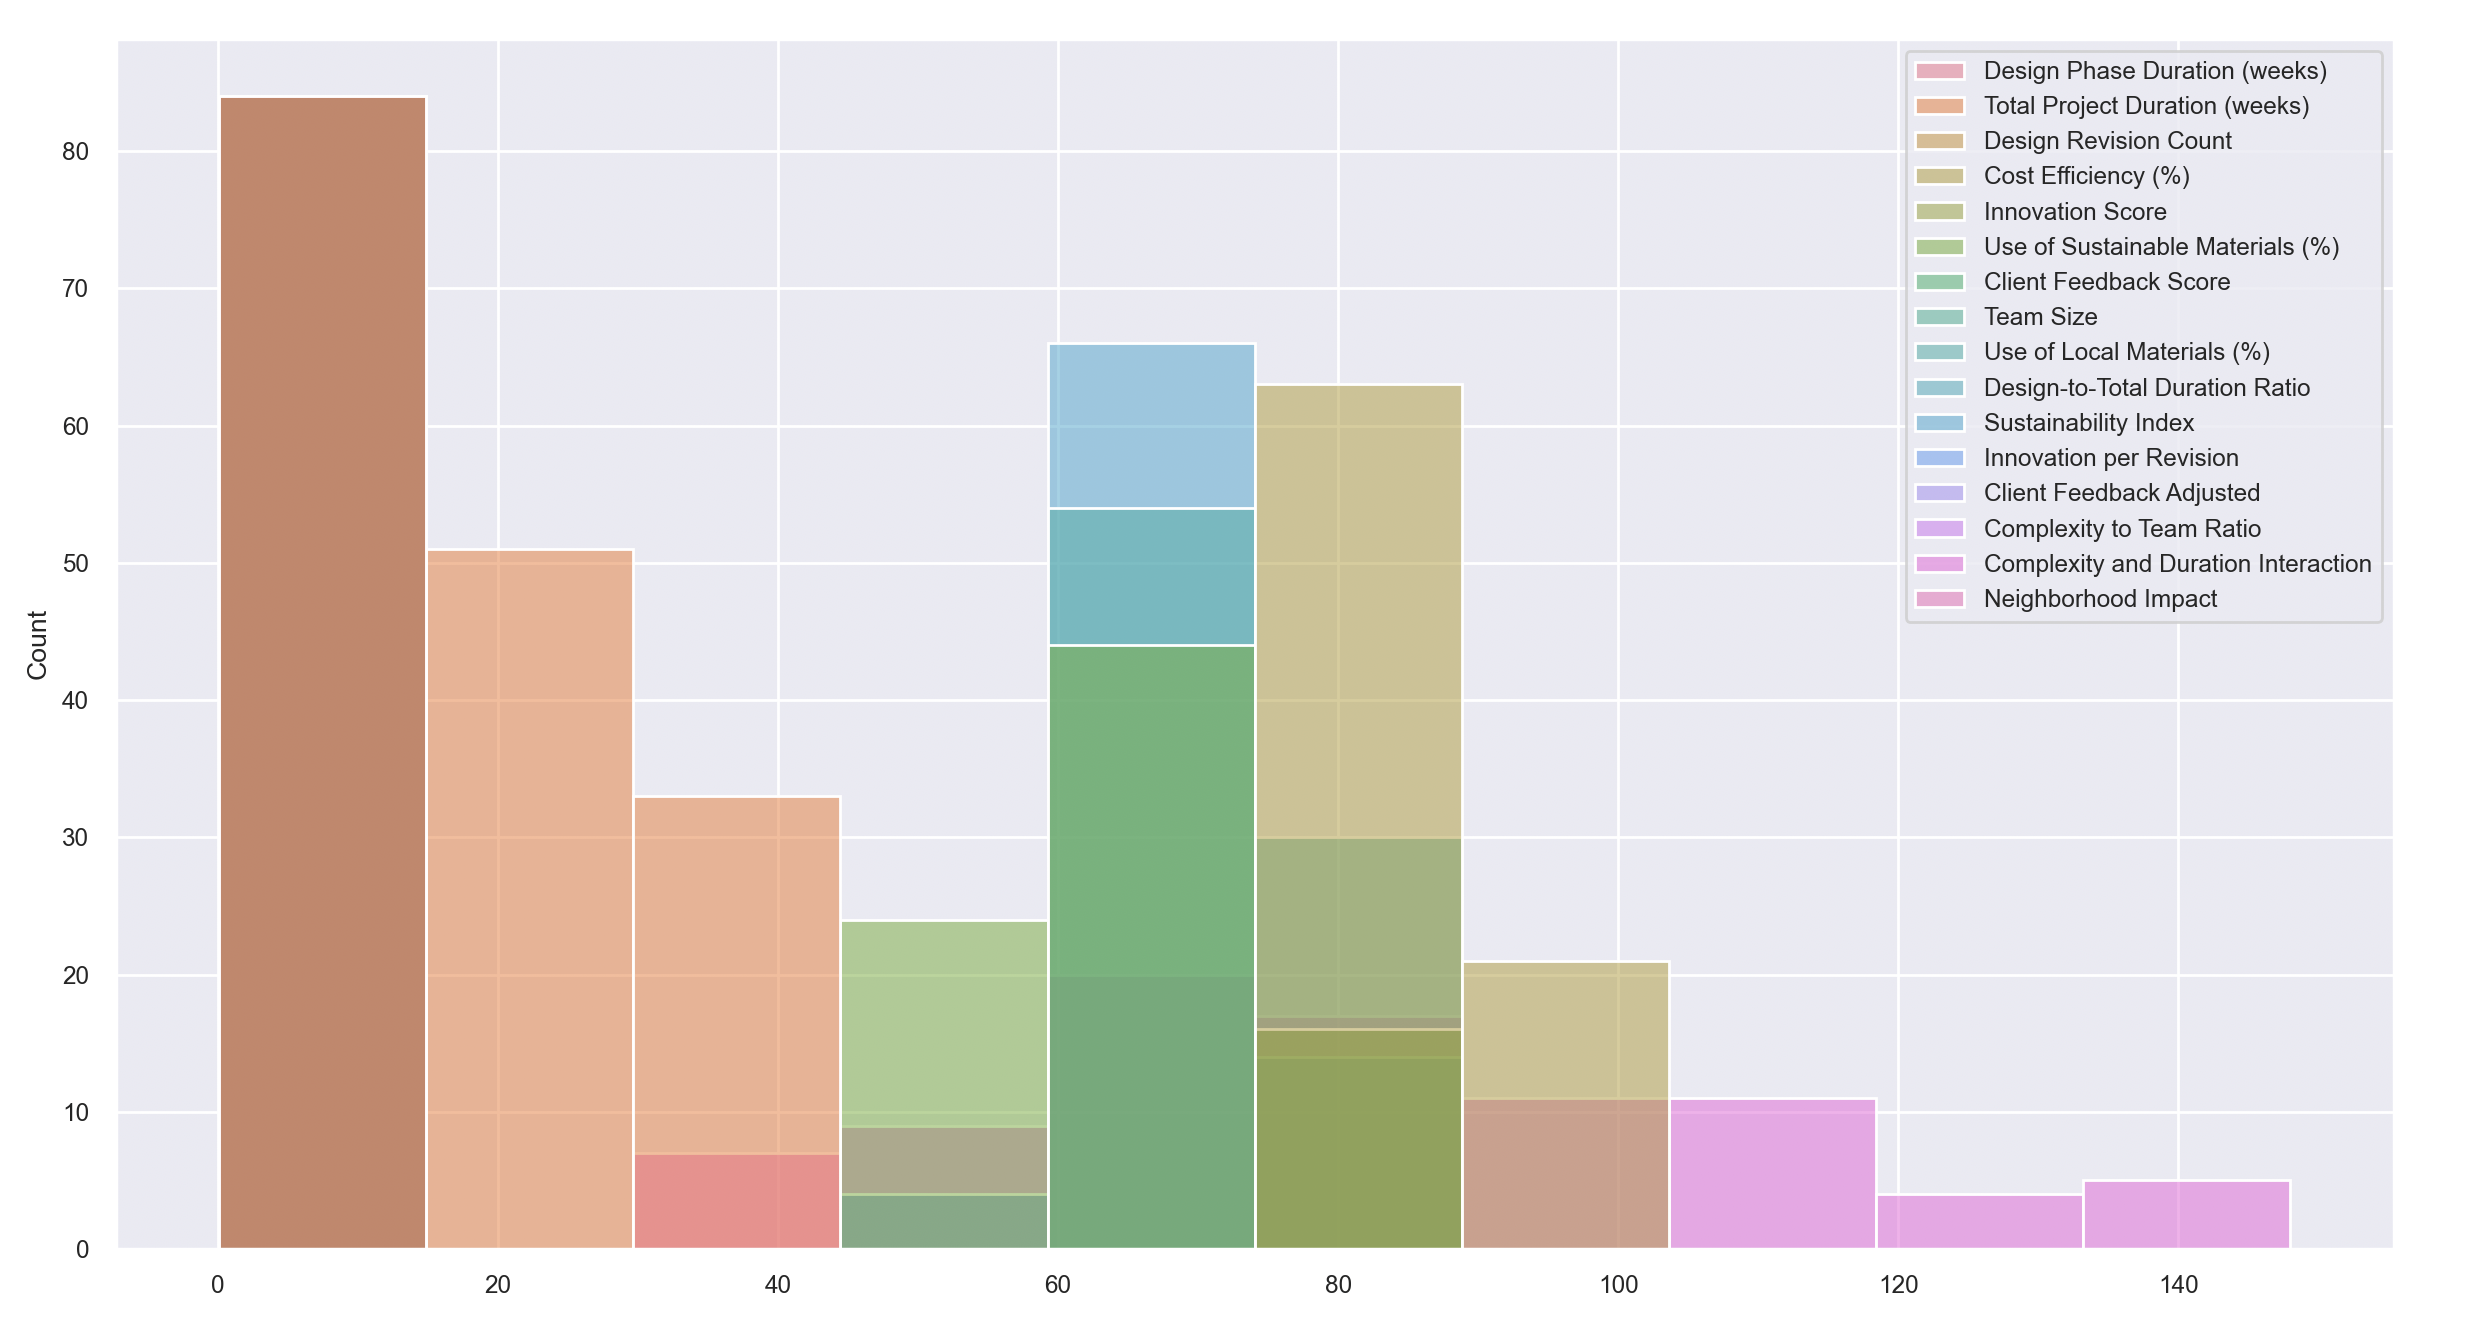 Design Phase Duration (weeks)
Total Project Duration (weeks)
Design Revision Count
Cost Efficiency (%)
Innovation Score
Use of Sustainable Materials (%)
Client Feedback Score
Team Size
Use of Local Materials (%)
Design-to-Total Duration Ratio
Sustainability Index
Innovation per Revision
Client Feedback Adjusted
Complexity to Team Ratio
Complexity and Duration Interaction
Neighborhood Impact
Count
80
70
60
50
40
30
20
10
0
0 20 40 60 80 100 120 140